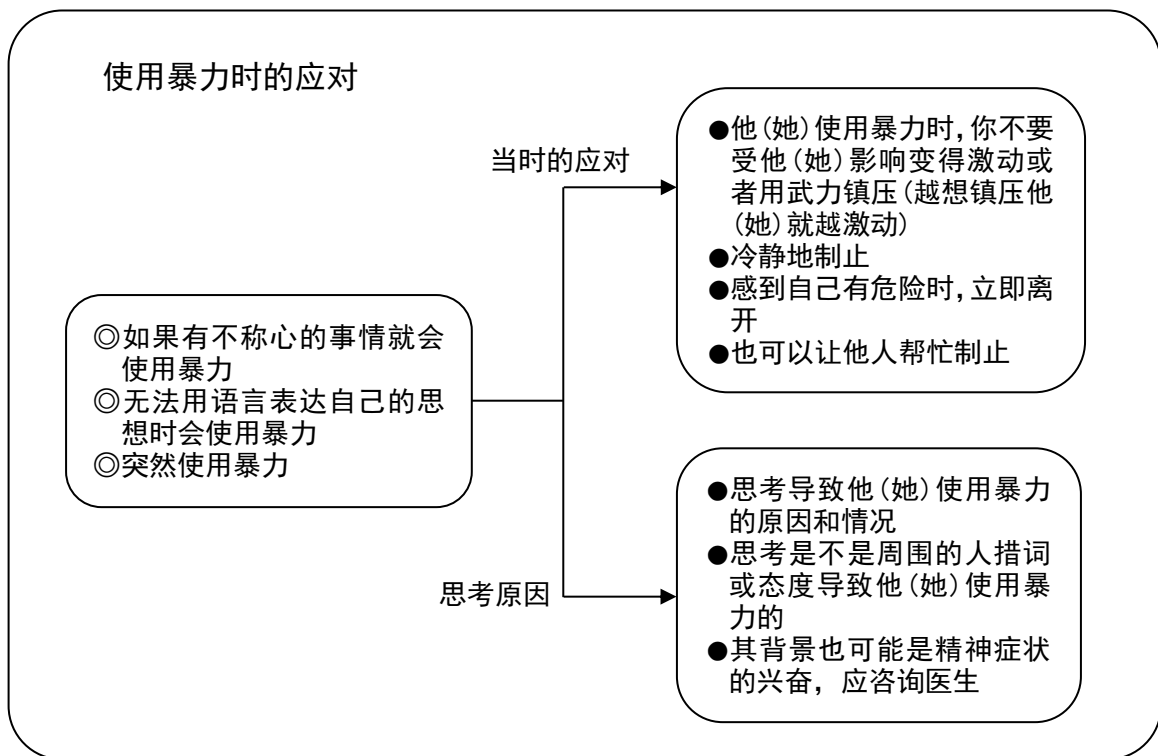 使用暴力时的应对
当时的应对
●他(她)使用暴力时,你不要
受他(她)影响变得激动或
者用武力镇压(越想镇压他
(她)就越激动)
●冷静地制止
●感到自己有危险时,立即离
开
●也可以让他人帮忙制止
◎如果有不称心的事情就会
使用暴力
◎无法用语言表达自己的思
想时会使用暴力
◎突然使用暴力
思考原因
●思考导致他(她)使用暴力
的原因和情况
●思考是不是周围的人措词
或态度导致他(她)使用暴
力的
●其背景也可能是精神症状
的兴奋，应咨询医生